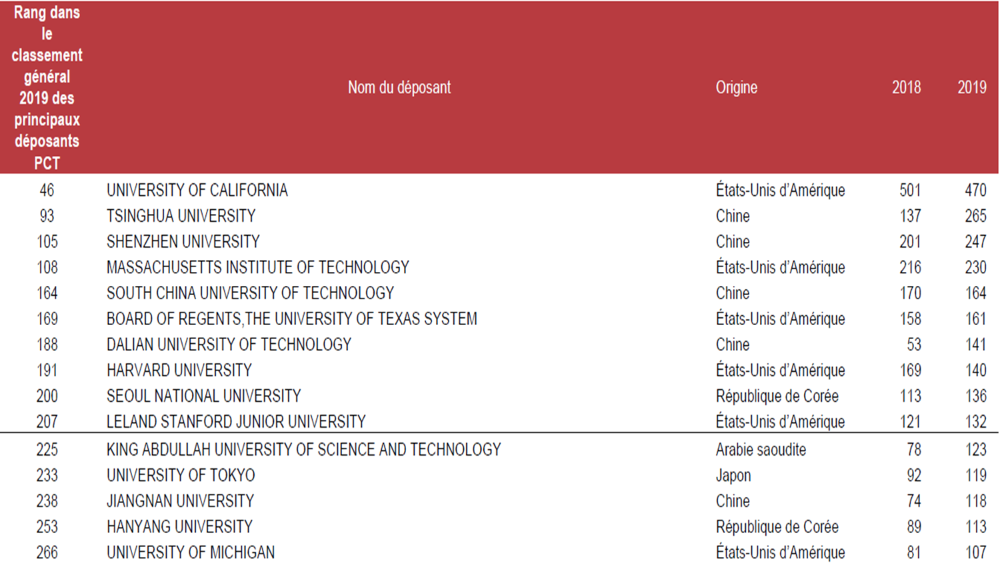 Rang dans
le
classement
général
2019 des
principaux
déposants
PCT
Nom du déposant Origine 2018 2019
46 UNIVERSITY OF CALIFORNIA États-Unis d’Amérique 501 470
93 TSINGHUA UNIVERSITY Chine 137 265
105 SHENZHEN UNIVERSITY Chine 201 247
108 MASSACHUSETTS INSTITUTE OF TECHNOLOGY États-Unis d’Amérique 216 230
164 SOUTH CHINA UNIVERSITY OF TECHNOLOGY Chine 170 164
169 BOARD OF REGENTS,THE UNIVERSITY OF TEXAS SYSTEM États-Unis d’Amérique 158 161
188 DALIAN UNIVERSITY OF TECHNOLOGY Chine 53 141
191 HARVARD UNIVERSITY États-Unis d’Amérique 169 140
200 SEOUL NATIONAL UNIVERSITY République de Corée 113 136
207 LELAND STANFORD JUNIOR UNIVERSITY États-Unis d’Amérique 121 132
225 KING ABDULLAH UNIVERSITY OF SCIENCE AND TECHNOLOGY Arabie saoudite 78 123
233 UNIVERSITY OF TOKYO Japon 92 119
238 JIANGNAN UNIVERSITY Chine 74 118
253 HANYANG UNIVERSITY République de Corée 89 113
266 UNIVERSITY OF MICHIGAN États-Unis d’Amérique 81 107